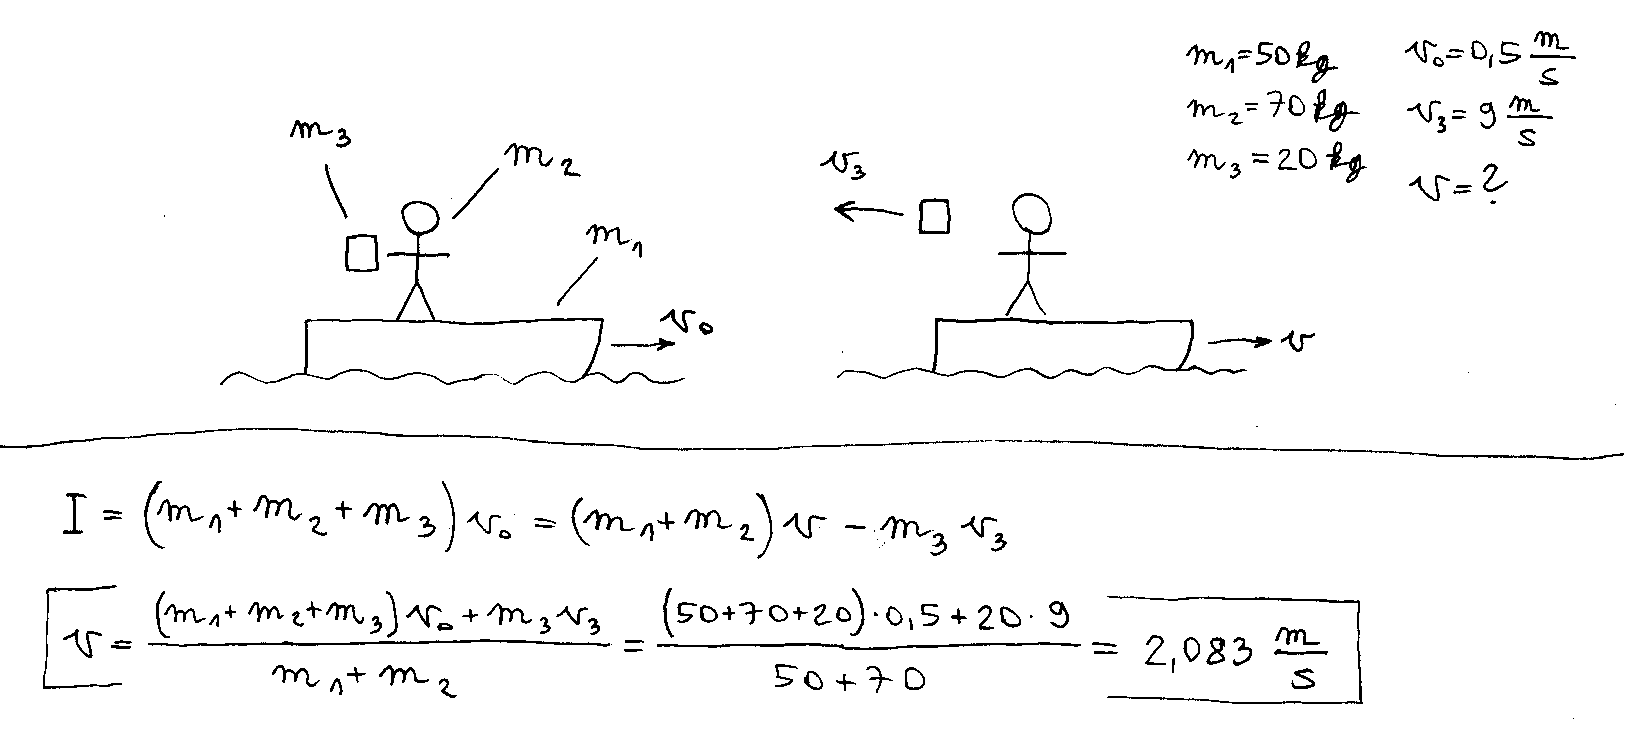 m₁=50kg v₀=0,5 m/s
m₂=70kg v₃=9 m/s
m₃=20kg v=?
m₃
m₂
m₁
v₀
v₃
v
I = (m₁+m₂+m₃)v₀ = (m₁+m₂)v - m₃v₃
v = ((m₁+m₂+m₃)v₀+m₃v₃)/(m₁+m₂) = ((50+70+20)·0,5+20·9)/(50+70) = 2,083 m/s